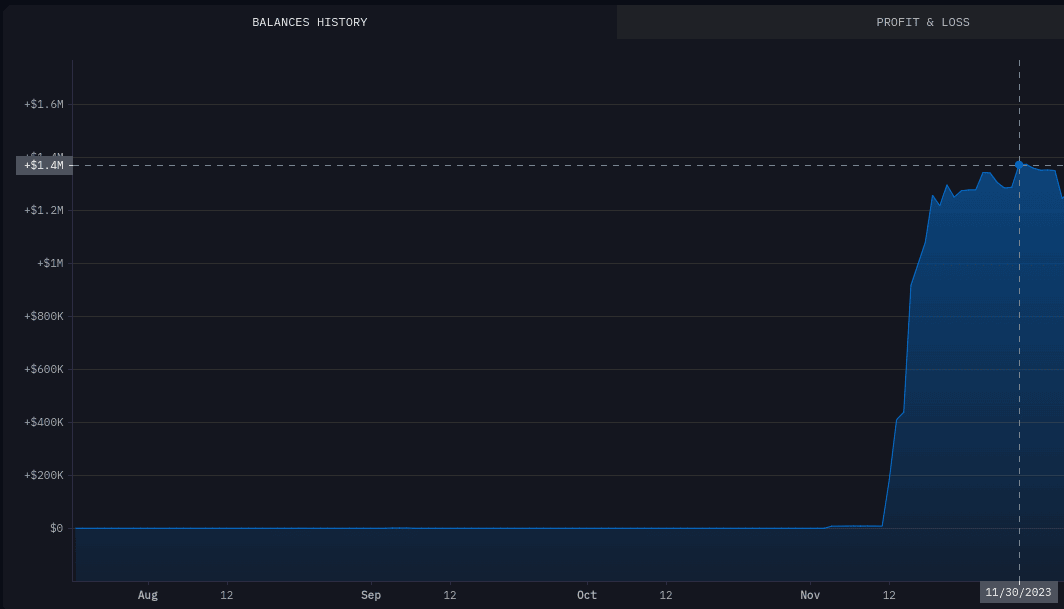 BALANCES HISTORY
PROFIT & LOSS
+$1.6M
+$1.4M
+$1.2M
+$1M
+$800K
+$600K
+$400K
+$200K
$0
Aug 12 Sep 12 Oct 12 Nov 12 11/30/2023